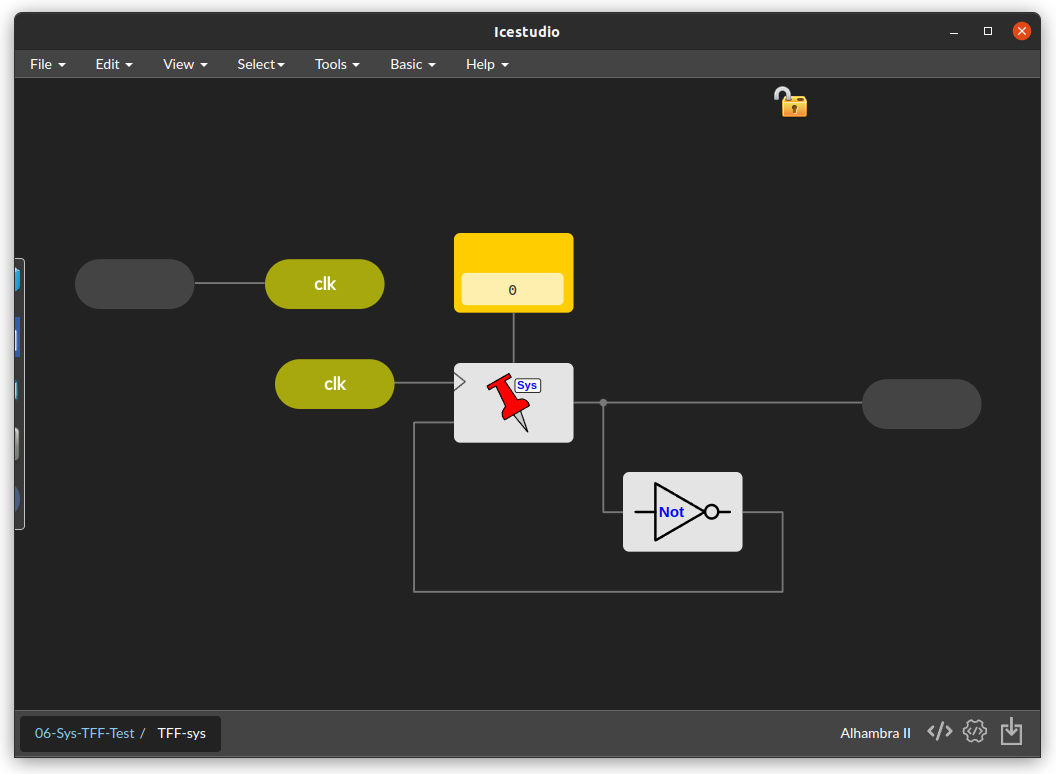 Icestudio
File Edit View Select Tools Basic Help
clk
0
clk
Sys
Not
06-Sys-TFF-Test / TFF-sys
Alhambra II </>